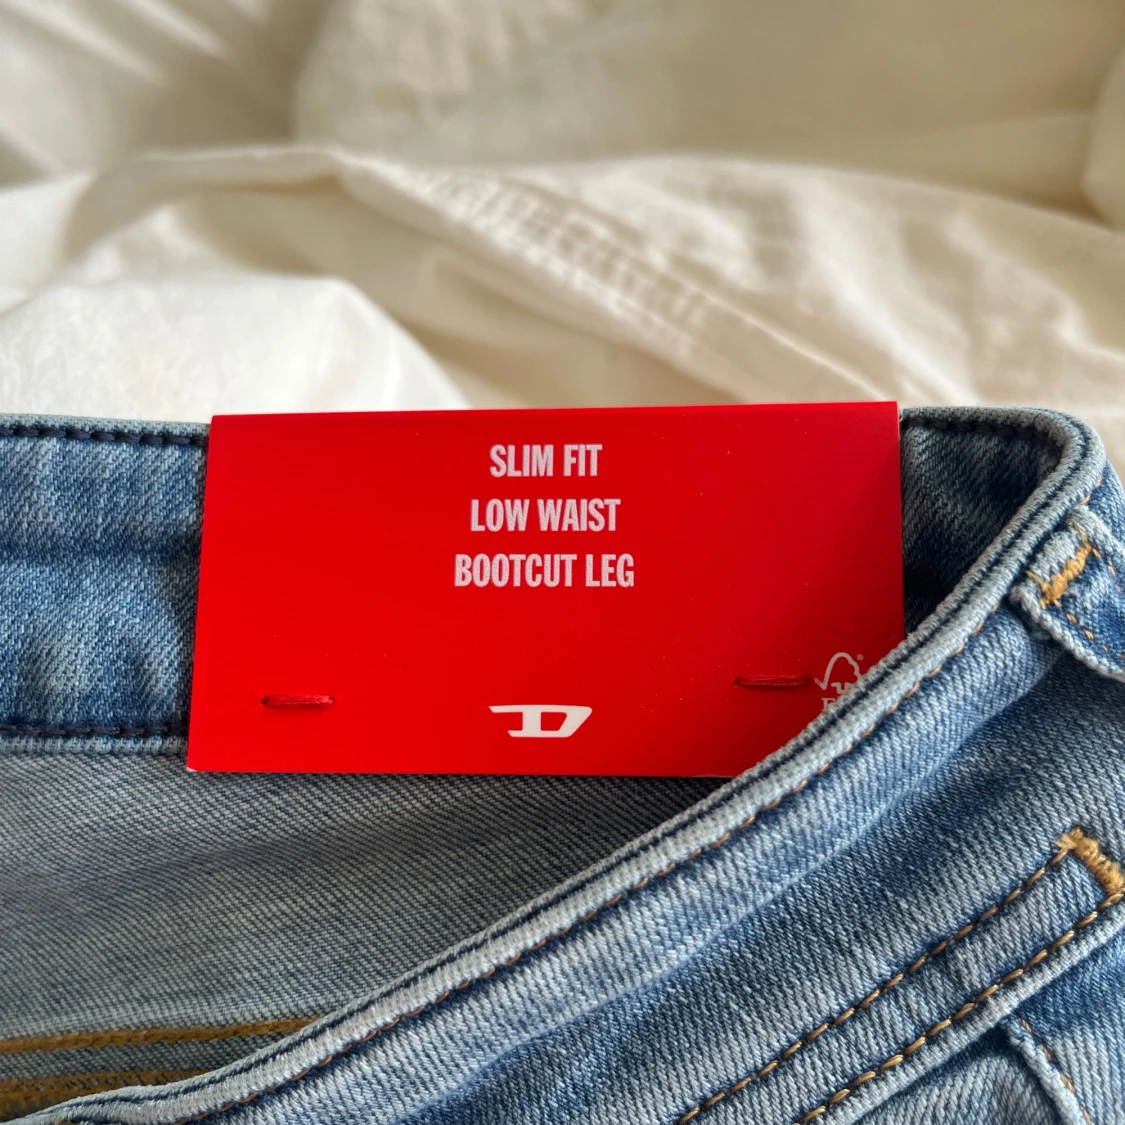 SLIM FIT
LOW WAIST
BOOTCUT LEG
D